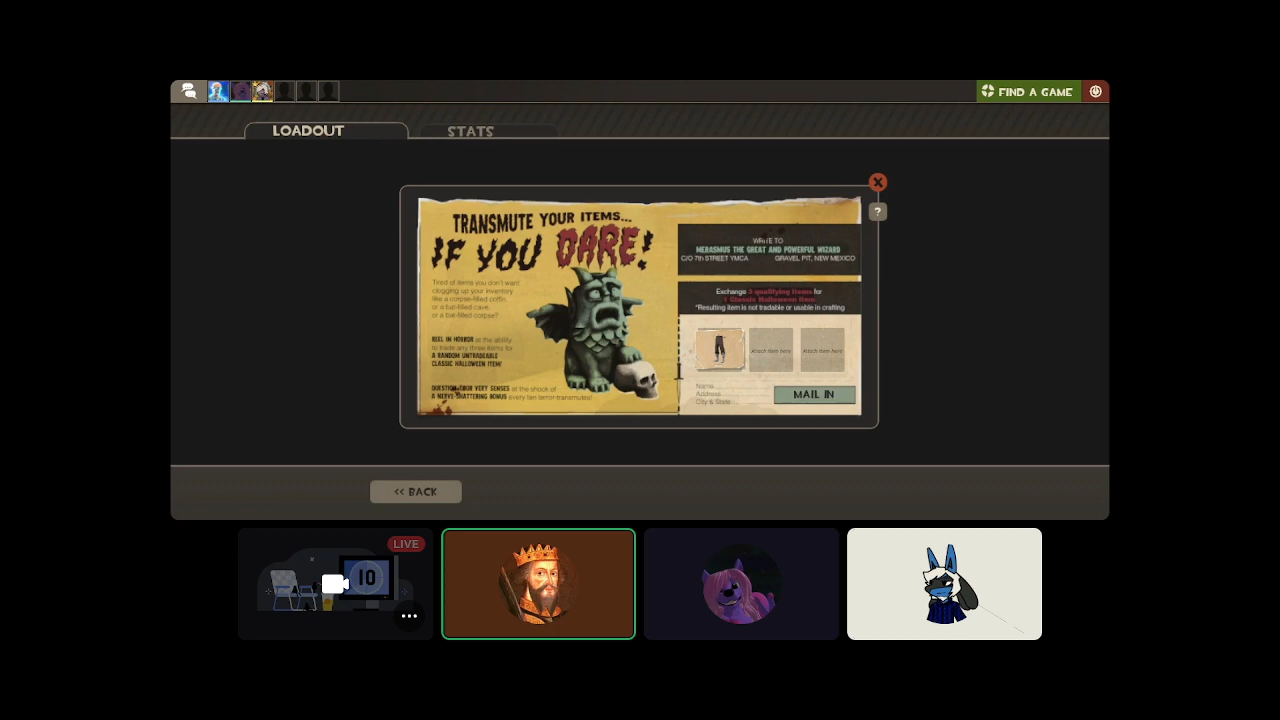 FIND A GAME
LOADOUT
STATS
TRANSMUTE YOUR ITEMS...
IF YOU DARE!
Tired of items you don't want
clogging up your inventory
like a corpse-filled coffin,
or a bat-filled cave,
or a bat-filled corpse?
REEL IN HORROR at the ability
to trade any three items for
A RANDOM UNTRADEABLE
CLASSIC HALLOWEEN ITEM!
QUESTION YOUR VERY SENSES at the shock of
A NERVE-SHATTERING BONUS every ten terror-transmutes!
?
WRITE TO
MERASMUS THE GREAT AND POWERFUL WIZARD
C/O 7th STREET YMCA GRAVEL PIT, NEW MEXICO
Exchange 3 qualifying items for
1 Classic Halloween item
*Resulting item is not tradable or usable in crafting
Attach item here Attach item here
Name
Address
City & State
MAIL IN
<< BACK
LIVE
10